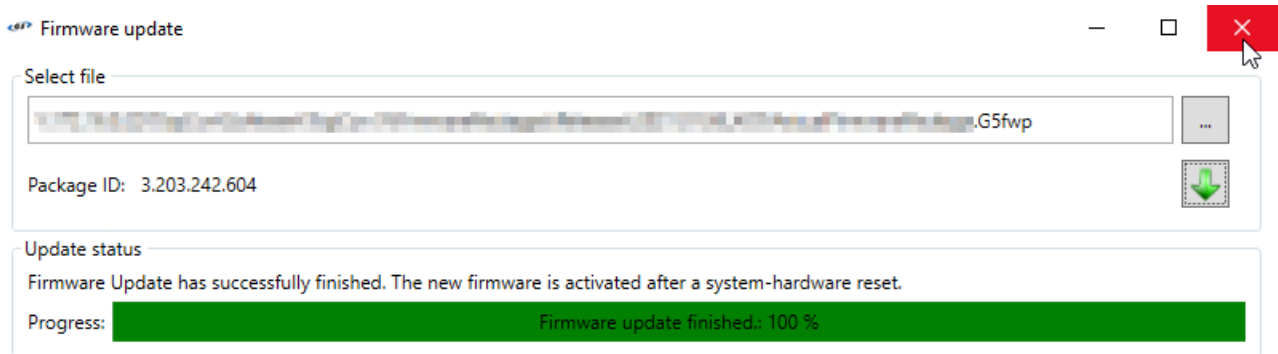 Firmware update
Select file
.G5fwp
...
Package ID: 3.203.242.604
Update status
Firmware Update has successfully finished. The new firmware is activated after a system-hardware reset.
Progress: Firmware update finished.: 100 %